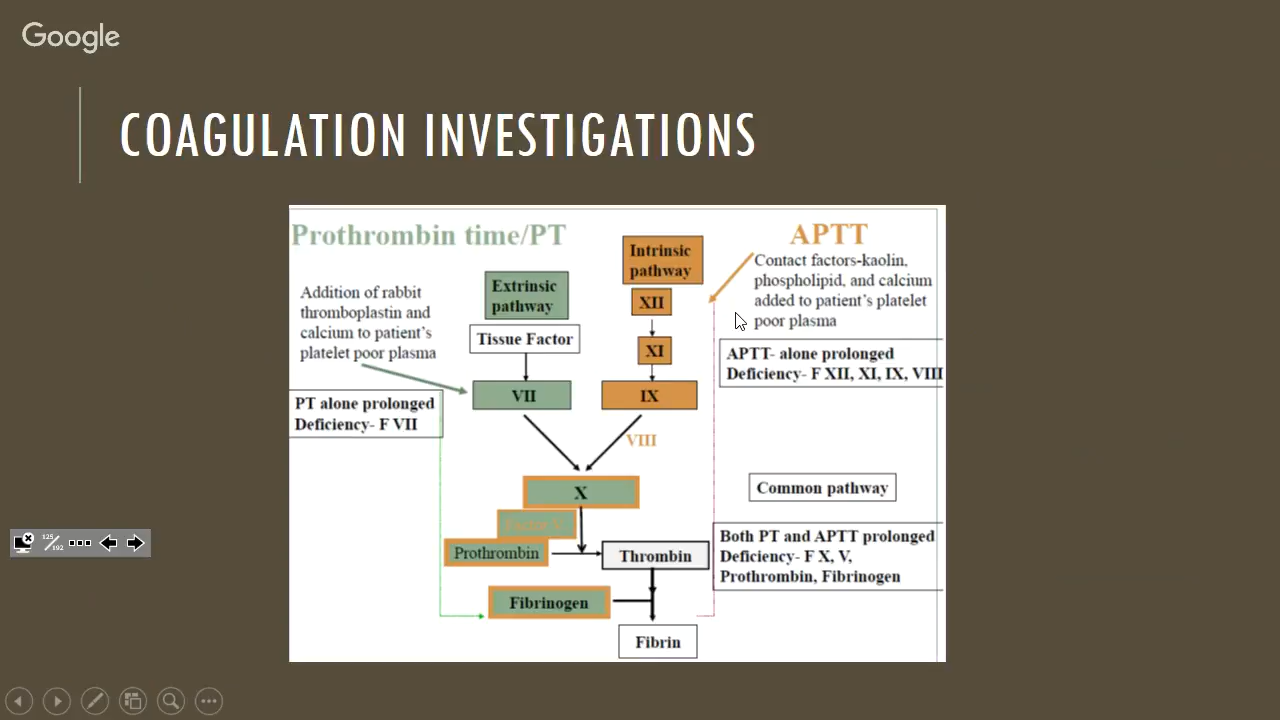 Google
COAGULATION INVESTIGATIONS
Prothrombin time/PT
Addition of rabbit
thromboplastin and
calcium to patient's
platelet poor plasma
PT alone prolonged
Deficiency- F VII
Extrinsic
pathway
Tissue Factor
VII
Intrinsic
pathway
XII
XI
IX
VIII
X
Factor V
Prothrombin
Thrombin
Fibrinogen
Fibrin
APTT
Contact factors-kaolin,
phospholipid, and calcium
added to patient's platelet
poor plasma
APTT- alone prolonged
Deficiency- F XII, XI, IX, VIII
Common pathway
Both PT and APTT prolonged
Deficiency- F X, V,
Prothrombin, Fibrinogen
125/192